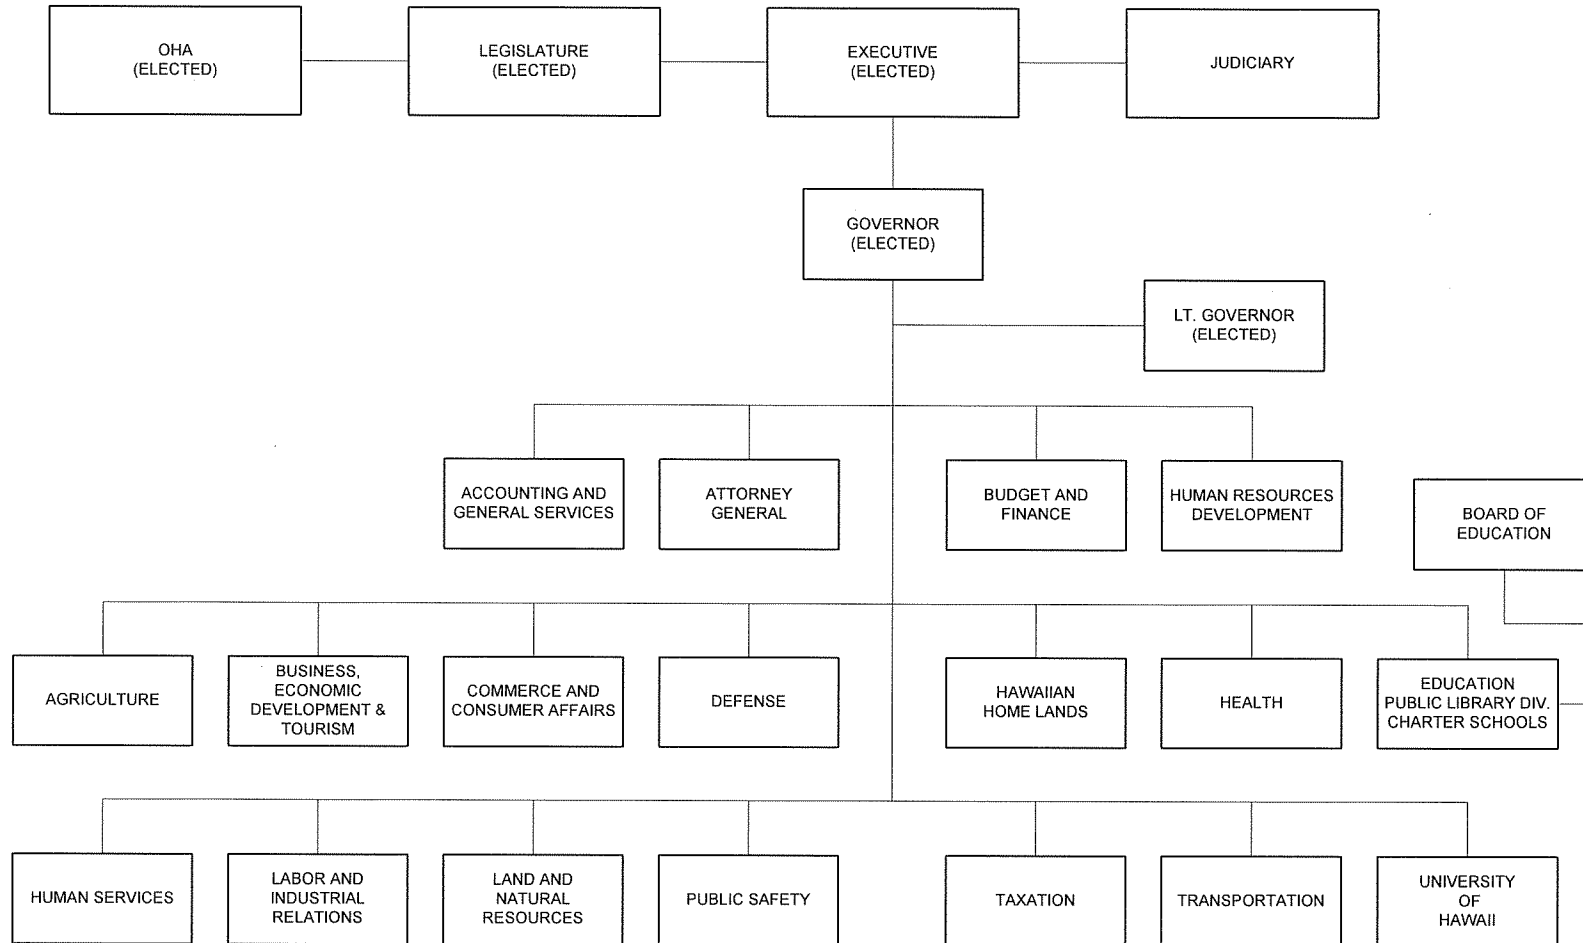 OHA
(ELECTED)
LEGISLATURE
(ELECTED)
EXECUTIVE
(ELECTED)
JUDICIARY
GOVERNOR
(ELECTED)
LT. GOVERNOR
(ELECTED)
ACCOUNTING AND
GENERAL SERVICES
ATTORNEY
GENERAL
BUDGET AND
FINANCE
HUMAN RESOURCES
DEVELOPMENT
BOARD OF
EDUCATION
AGRICULTURE
BUSINESS,
ECONOMIC
DEVELOPMENT &
TOURISM
COMMERCE AND
CONSUMER AFFAIRS
DEFENSE
HAWAIIAN
HOME LANDS
HEALTH
EDUCATION
PUBLIC LIBRARY DIV.
CHARTER SCHOOLS
HUMAN SERVICES
LABOR AND
INDUSTRIAL
RELATIONS
LAND AND
NATURAL
RESOURCES
PUBLIC SAFETY
TAXATION
TRANSPORTATION
UNIVERSITY
OF
HAWAII